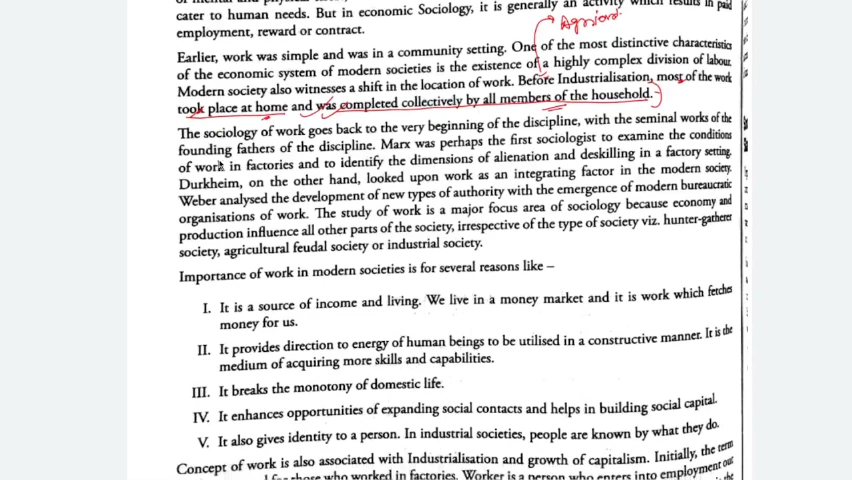 cater to human needs. But in economic Sociology, it is generally an activity which results in paid
employment, reward or contract.
Earlier, work was simple and was in a community setting. One of the most distinctive characteristics
of the economic system of modern societies is the existence of a highly complex division of labour.
Modern society also witnesses a shift in the location of work. Before Industrialisation, most of the work
took place at home and was completed collectively by all members of the household.
The sociology of work goes back to the very beginning of the discipline, with the seminal works of the
founding fathers of the discipline. Marx was perhaps the first sociologist to examine the conditions
of work in factories and to identify the dimensions of alienation and deskilling in a factory setting.
Durkheim, on the other hand, looked upon work as an integrating factor in the modern society.
Weber analysed the development of new types of authority with the emergence of modern bureaucratic
organisations of work. The study of work is a major focus area of sociology because economy and
production influence all other parts of the society, irrespective of the type of society viz. hunter-gatherer
society, agricultural feudal society or industrial society.
Importance of work in modern societies is for several reasons like –
I. It is a source of income and living. We live in a money market and it is work which fetches
money for us.
II. It provides direction to energy of human beings to be utilised in a constructive manner. It is the
medium of acquiring more skills and capabilities.
III. It breaks the monotony of domestic life.
IV. It enhances opportunities of expanding social contacts and helps in building social capital.
V. It also gives identity to a person. In industrial societies, people are known by what they do.
Concept of work is also associated with Industrialisation and growth of capitalism. Initially, the term
who worked in factories. Worker is a person who enters into employment out